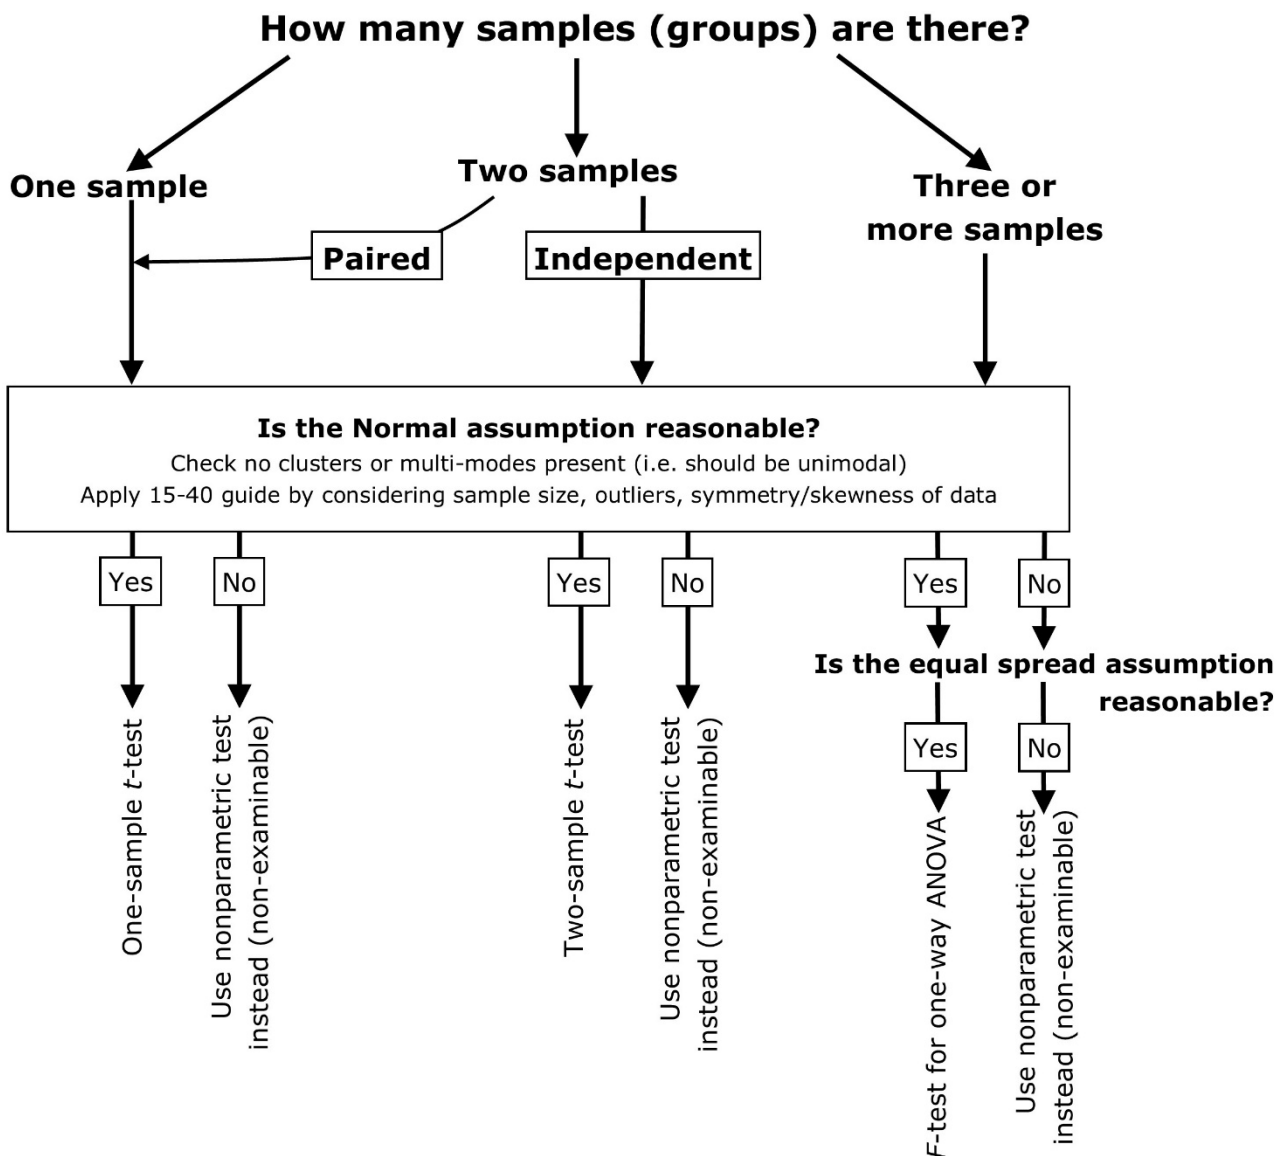 How many samples (groups) are there?
One sample
Two samples
Three or
more samples
Paired
Independent
Is the Normal assumption reasonable?
Check no clusters or multi-modes present (i.e. should be unimodal)
Apply 15-40 guide by considering sample size, outliers, symmetry/skewness of data
Yes
No
Yes
No
Yes
No
Is the equal spread assumption
reasonable?
Yes
No
One-sample t-test
Use nonparametric test
instead (non-examinable)
Two-sample t-test
Use nonparametric test
instead (non-examinable)
F-test for one-way ANOVA
Use nonparametric test
instead (non-examinable)